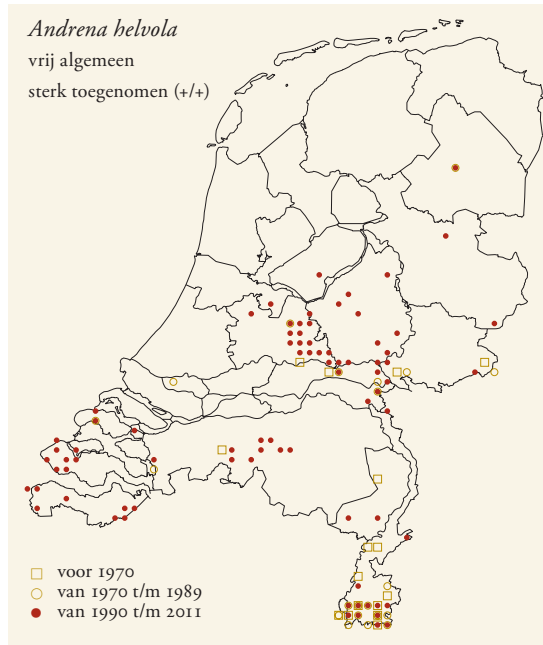 Andrena helvola
vrij algemeen
sterk toegenomen (+/+)
voor 1970
van 1970 t/m 1989
van 1990 t/m 2011